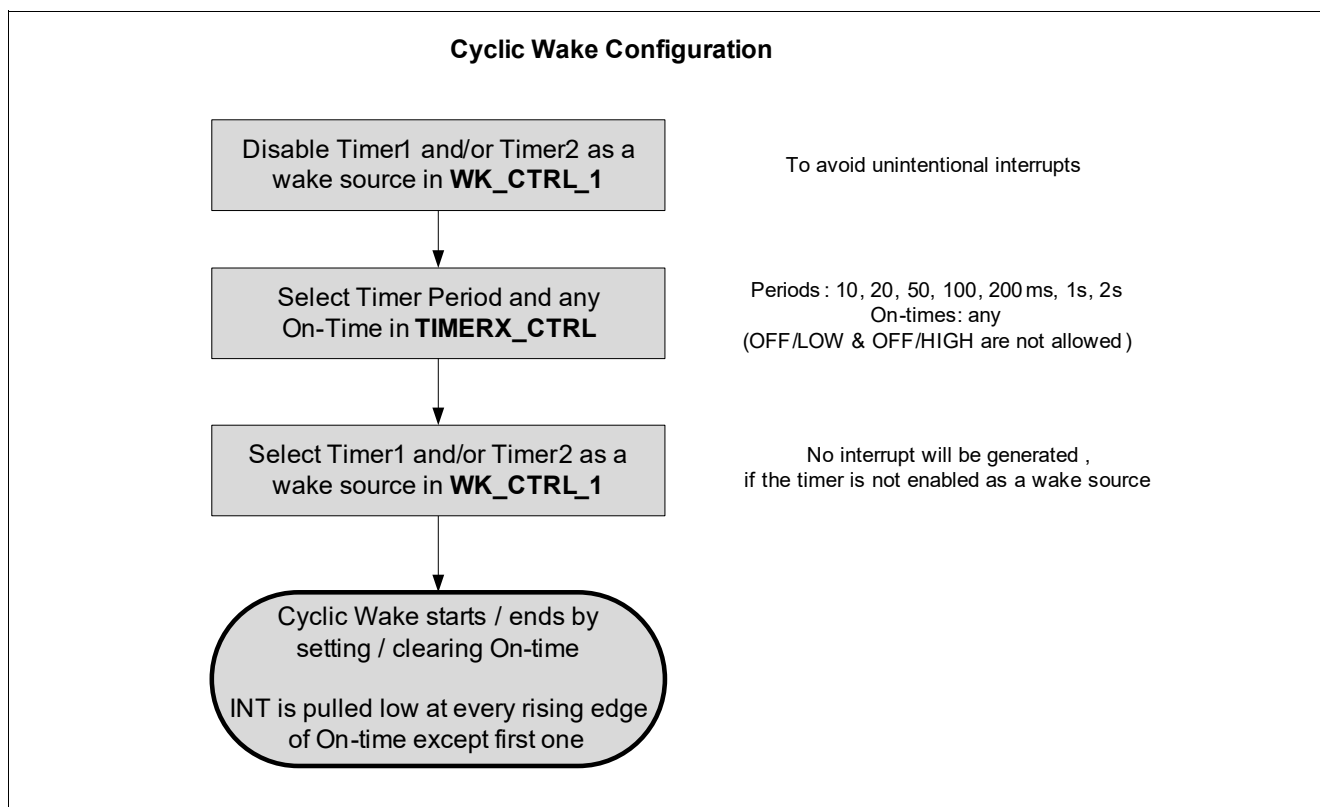 Cyclic Wake Configuration
Disable Timer1 and/or Timer2 as a
wake source in WK_CTRL_1
To avoid unintentional interrupts
Select Timer Period and any
On-Time in TIMERX_CTRL
Periods : 10, 20, 50, 100, 200 ms, 1s, 2s
On-times: any
(OFF/LOW & OFF/HIGH are not allowed )
Select Timer1 and/or Timer2 as a
wake source in WK_CTRL_1
No interrupt will be generated ,
if the timer is not enabled as a wake source
Cyclic Wake starts / ends by
setting / clearing On-time
INT is pulled low at every rising edge
of On-time except first one